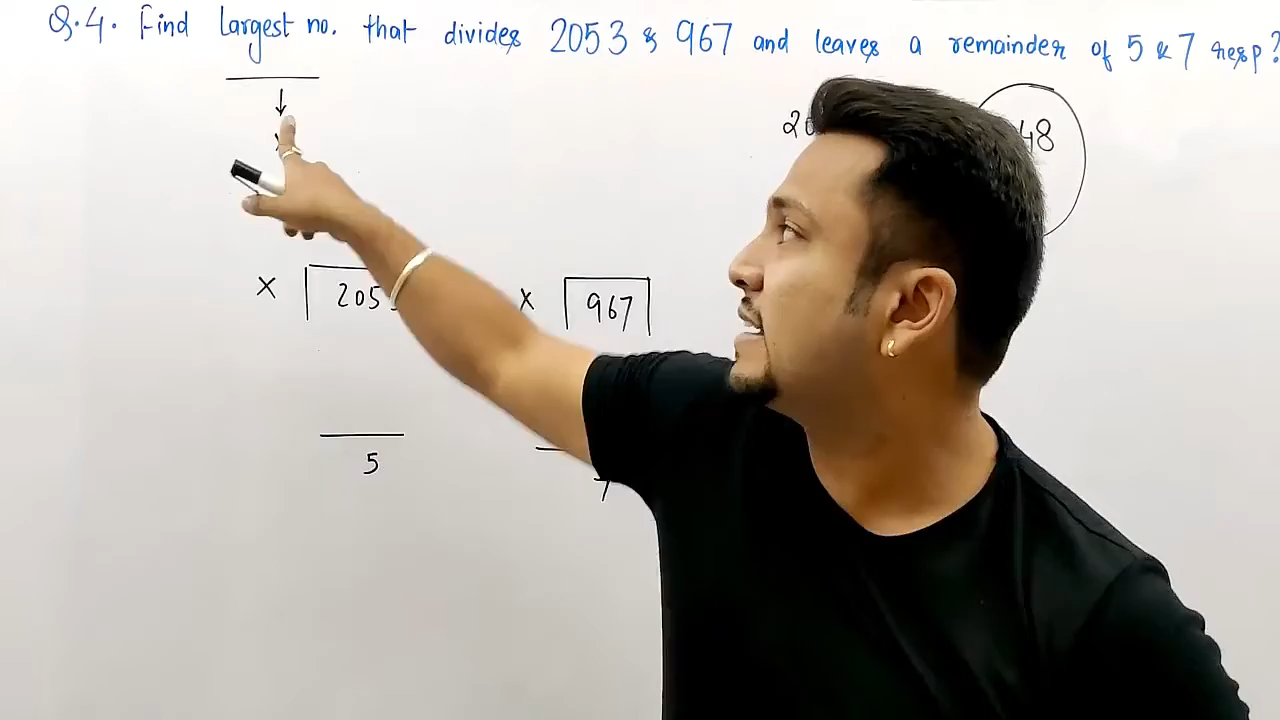 Q.4. Find largest no. that divides 2053 & 967 and leaves a remainder of 5 & 7 resp?
48
x 205 x 967
5